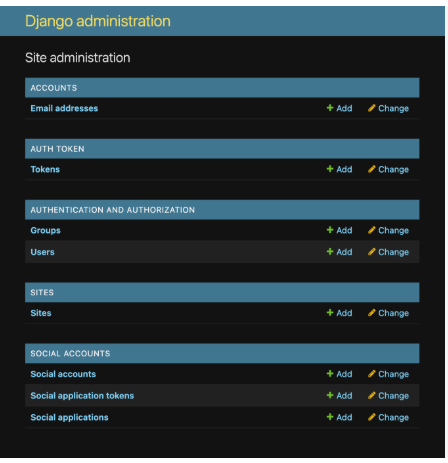 Django administration
Site administration
ACCOUNTS
Email addresses + Add Change
AUTH TOKEN
Tokens + Add Change
AUTHENTICATION AND AUTHORIZATION
Groups + Add Change
Users + Add Change
SITES
Sites + Add Change
SOCIAL ACCOUNTS
Social accounts + Add Change
Social application tokens + Add Change
Social applications + Add Change